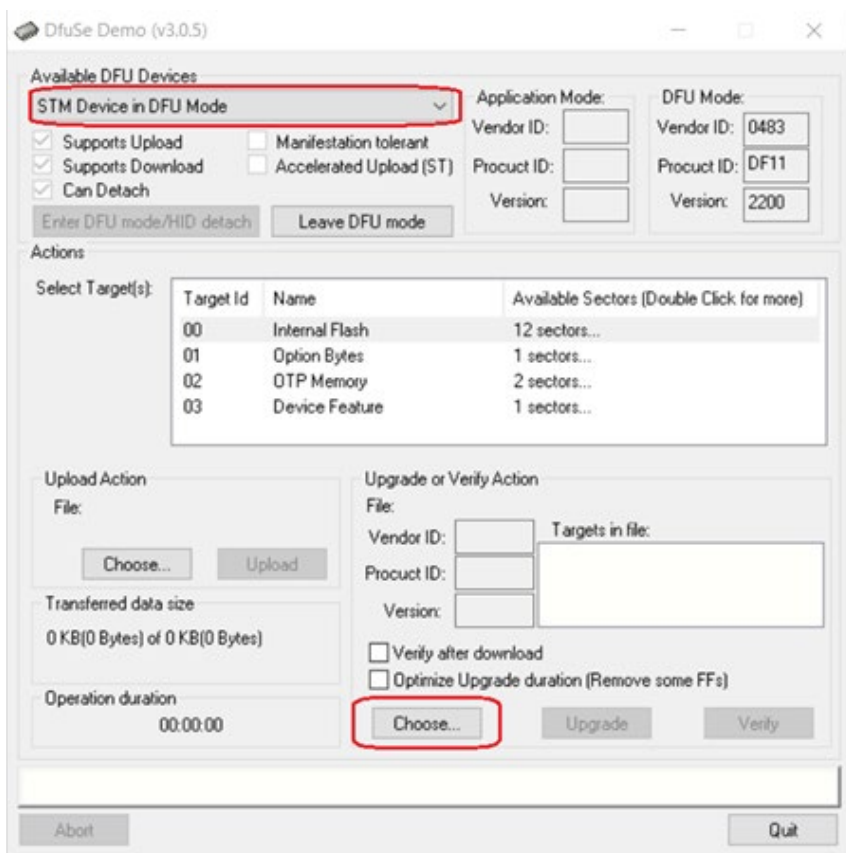 DfuSe Demo (v3.0.5)
Available DFU Devices
STM Device in DFU Mode
Supports Upload
Manifestation tolerant
Supports Download
Accelerated Upload (ST)
Can Detach
Enter DFU mode/HID detach
Leave DFU mode
Application Mode:
Vendor ID:
Procuct ID:
Version:
DFU Mode:
Vendor ID: 0483
Procuct ID: DF11
Version: 2200
Actions
Select Target(s):
Target Id Name Available Sectors (Double Click for more)
00 Internal Flash 12 sectors...
01 Option Bytes 1 sectors...
02 OTP Memory 2 sectors...
03 Device Feature 1 sectors...
Upload Action
File:
Choose... Upload
Transferred data size
0 KB(0 Bytes) of 0 KB(0 Bytes)
Operation duration
00:00:00
Upgrade or Verify Action
File:
Vendor ID:
Procuct ID:
Version:
Targets in file:
Verify after download
Optimize Upgrade duration (Remove some FFs)
Choose... Upgrade Verify
Abort Quit